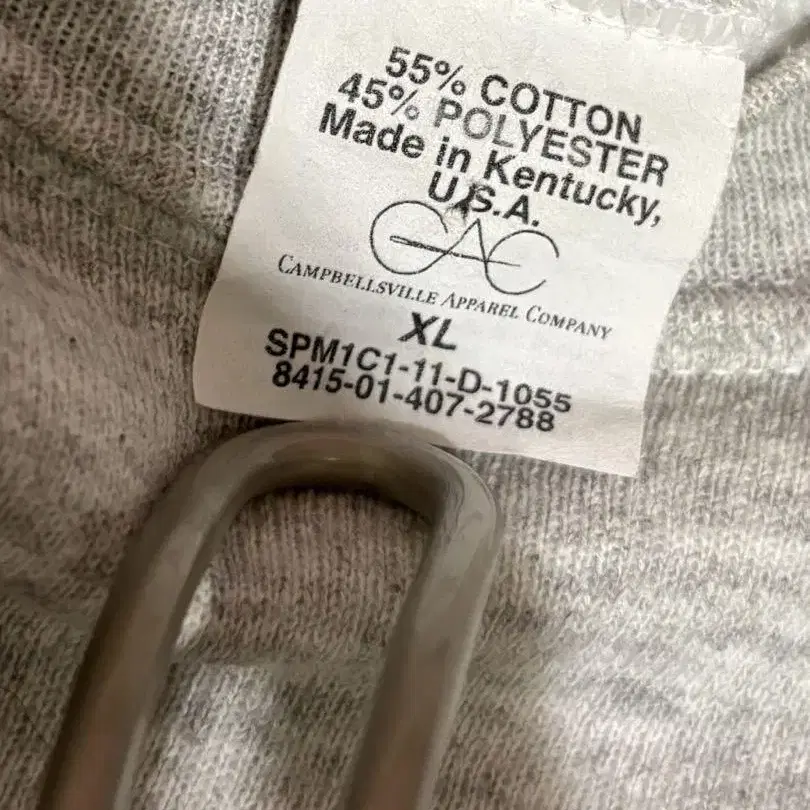 55% COTTON
45% POLYESTER
Made in Kentucky,
U.S.A.
CAC
CAMPBELLSVILLE APPAREL COMPANY
XL
SPM1C1-11-D-1055
8415-01-407-2788